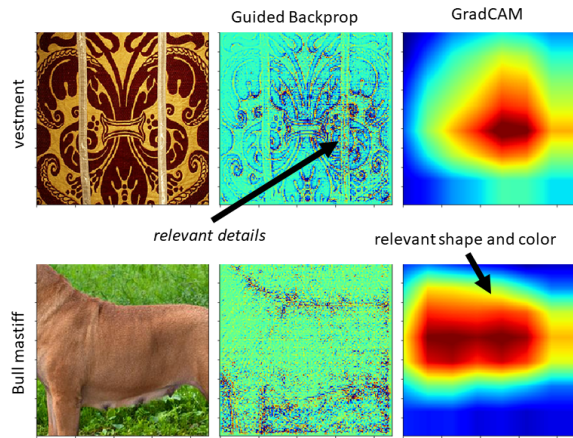 Guided Backprop
GradCAM
vestment
relevant details
relevant shape and color
Bull mastiff